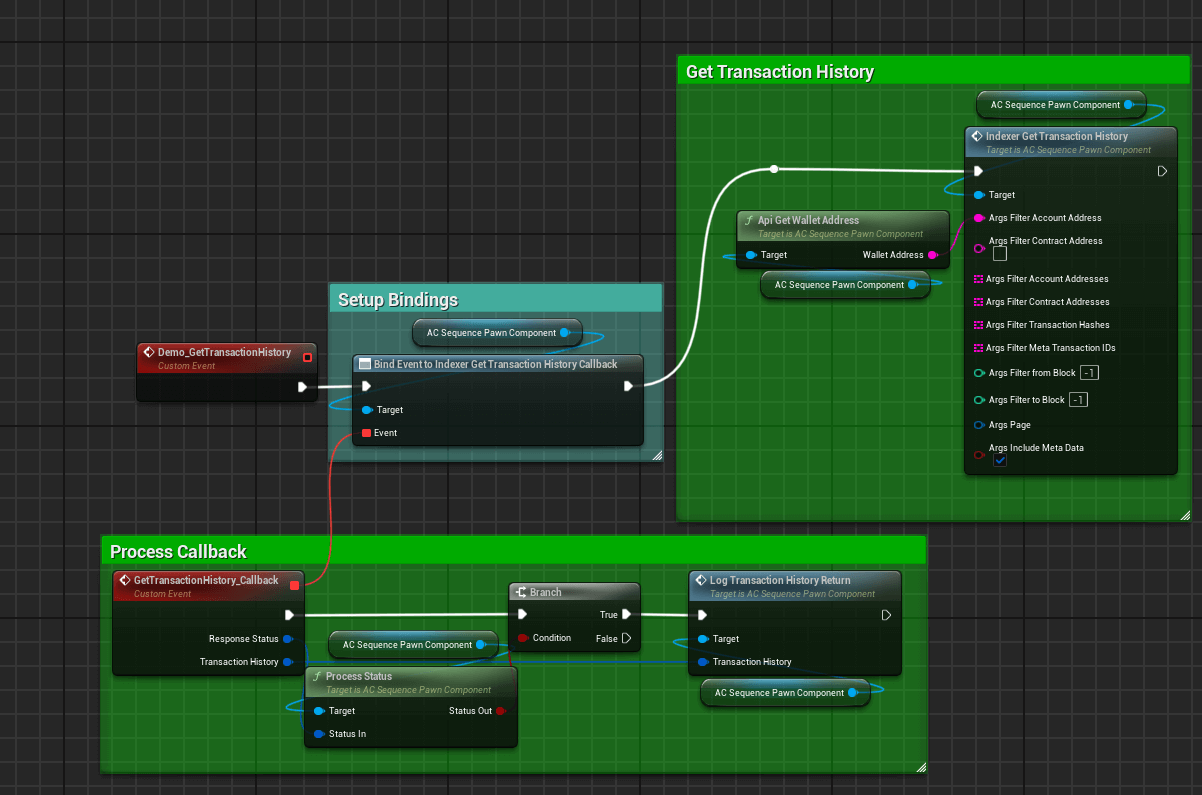 Get Transaction History
AC Sequence Pawn Component
Indexer Get Transaction History
Target is AC Sequence Pawn Component
Target
Args Filter Account Address
Args Filter Contract Address
Args Filter Account Addresses
Args Filter Contract Addresses
Args Filter Transaction Hashes
Args Filter Meta Transaction IDs
Args Filter from Block -1
Args Filter to Block -1
Args Page
Args Include Meta Data
Api Get Wallet Address
Target is AC Sequence Pawn Component
Target Wallet Address
AC Sequence Pawn Component
Setup Bindings
AC Sequence Pawn Component
Bind Event to Indexer Get Transaction History Callback
Target
Event
Demo_GetTransactionHistory
Custom Event
Process Callback
GetTransactionHistory_Callback
Custom Event
Response Status
Transaction History
AC Sequence Pawn Component
Process Status
Target is AC Sequence Pawn Component
Target Status Out
Status In
Branch
True
Condition False
Log Transaction History Return
Target is AC Sequence Pawn Component
Target
Transaction History
AC Sequence Pawn Component